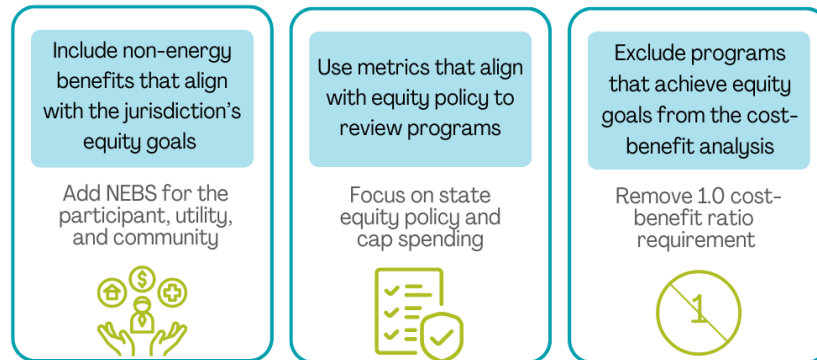 Include non-energy
benefits that align
with the jurisdiction's
equity goals
Add NEBS for the
participant, utility,
and community
$
Use metrics that align
with equity policy to
review programs
Focus on state
equity policy and
cap spending
Exclude programs
that achieve equity
goals from the cost-
benefit analysis
Remove 1.0 cost-
benefit ratio
requirement
1